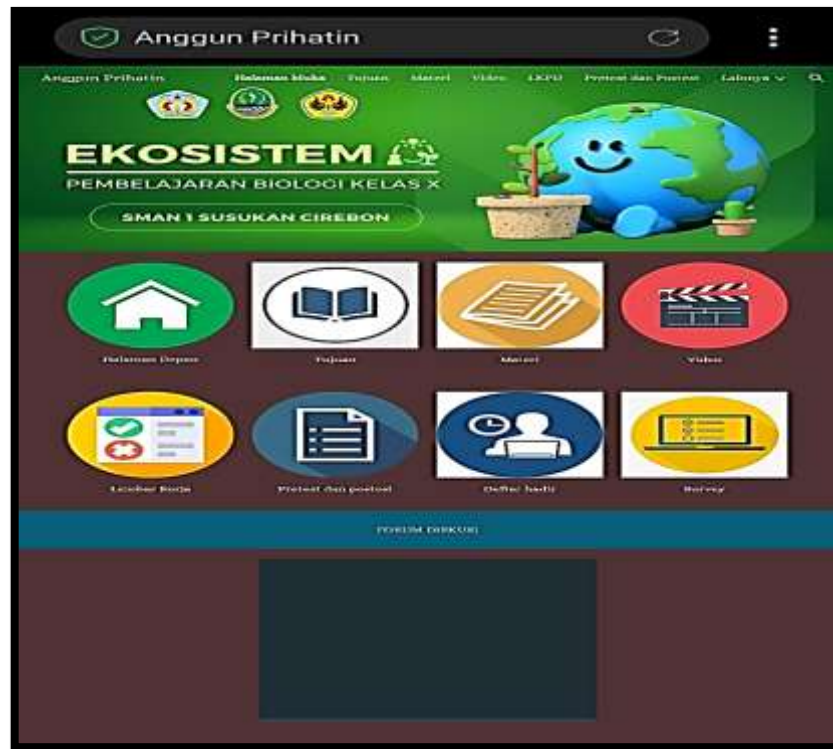 Anggun Prihatin
Anggun Prihatin Halaman Muka Tujuan Materi Video LKPD Pretest dan Postest Lainnya
EKOSISTEM
PEMBELAJARAN BIOLOGI KELAS X
SMAN 1 SUSUKAN CIREBON
Halaman Depan Tujuan Materi Video
Lembar Kerja Pretest dan postest Daftar hadir Survey
FORUM DISKUSI